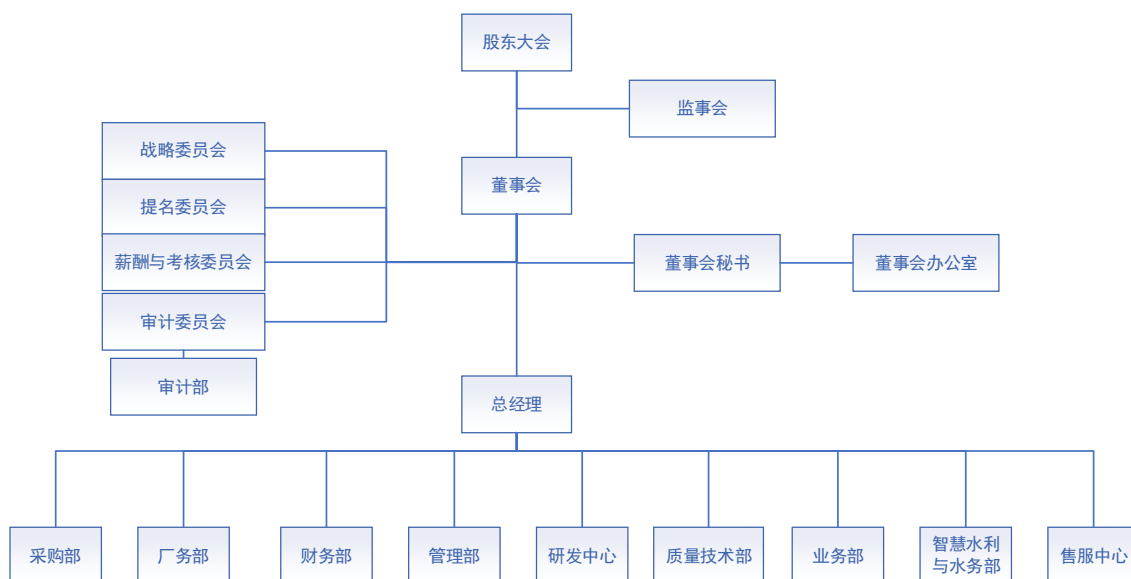 股东大会
监事会
战略委员会
董事会
提名委员会
薪酬与考核委员会
董事会秘书
董事会办公室
审计委员会
审计部
总经理
采购部
厂务部
财务部
管理部
研发中心
质量技术部
业务部
智慧水利
与水务部
售服中心